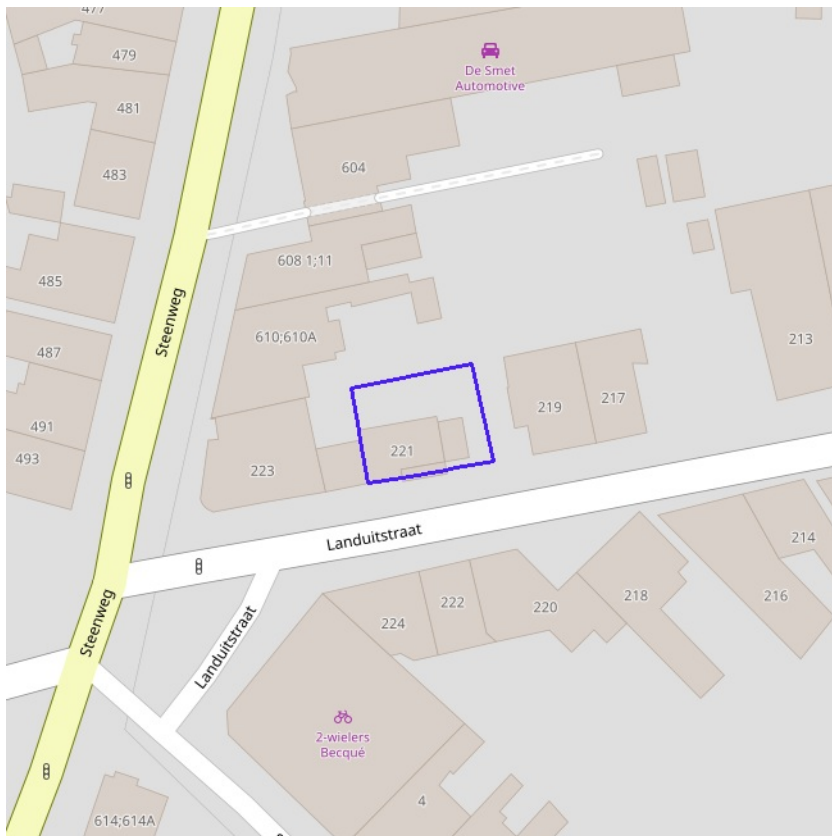 477
479
De Smet
Automotive
481
604
483
608 1;11
485
Steenweg
610;610A
213
487
217
219
491
221
493
223
Landuitstraat
214
218
216
222
220
224
Steenweg
Landuitstraat
2-wielers
Becqué
4
614;614A